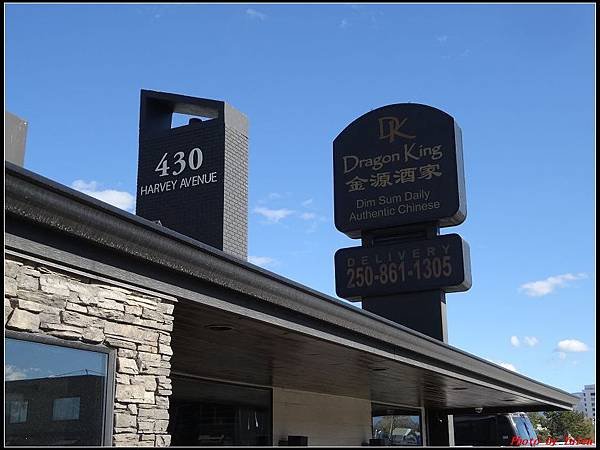 430
HARVEY AVENUE
DK
Dragon King
金源酒家
Dim Sum Daily
Authentic Chinese
DELIVERY
250-861-1305